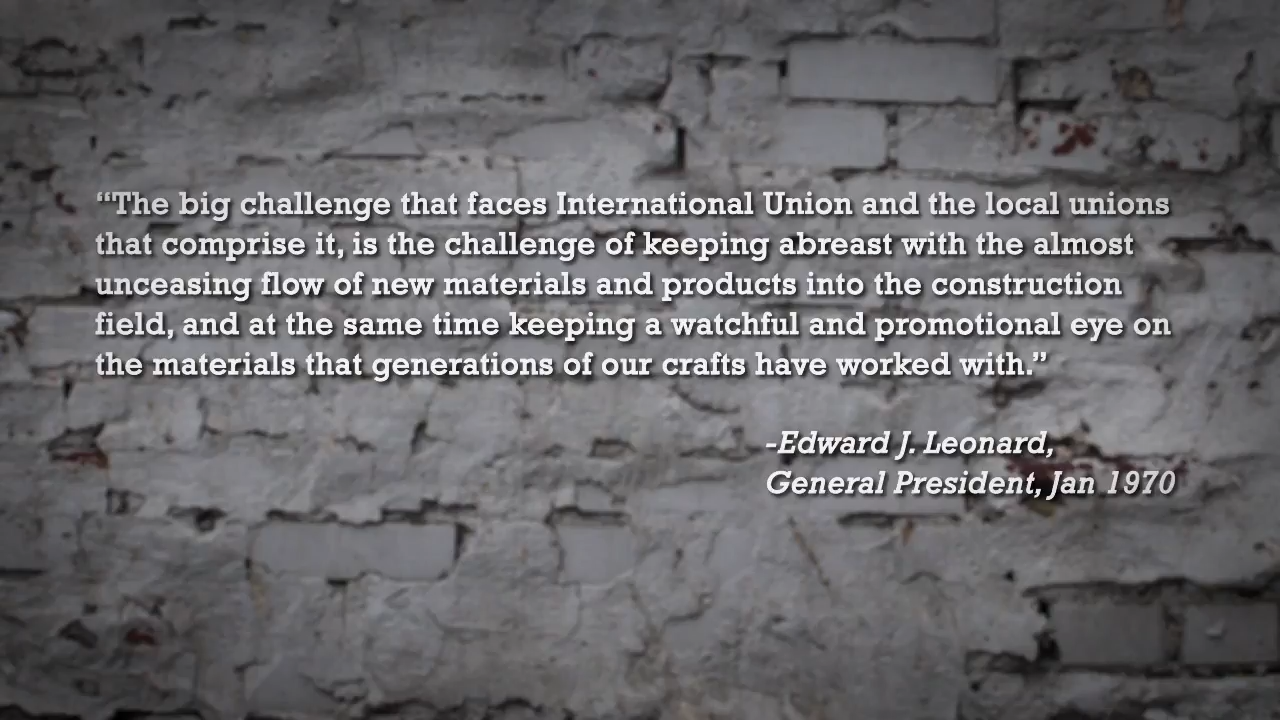 “The big challenge that faces International Union and the local unions
that comprise it, is the challenge of keeping abreast with the almost
unceasing flow of new materials and products into the construction
field, and at the same time keeping a watchful and promotional eye on
the materials that generations of our crafts have worked with.”
-Edward J. Leonard,
General President, Jan 1970